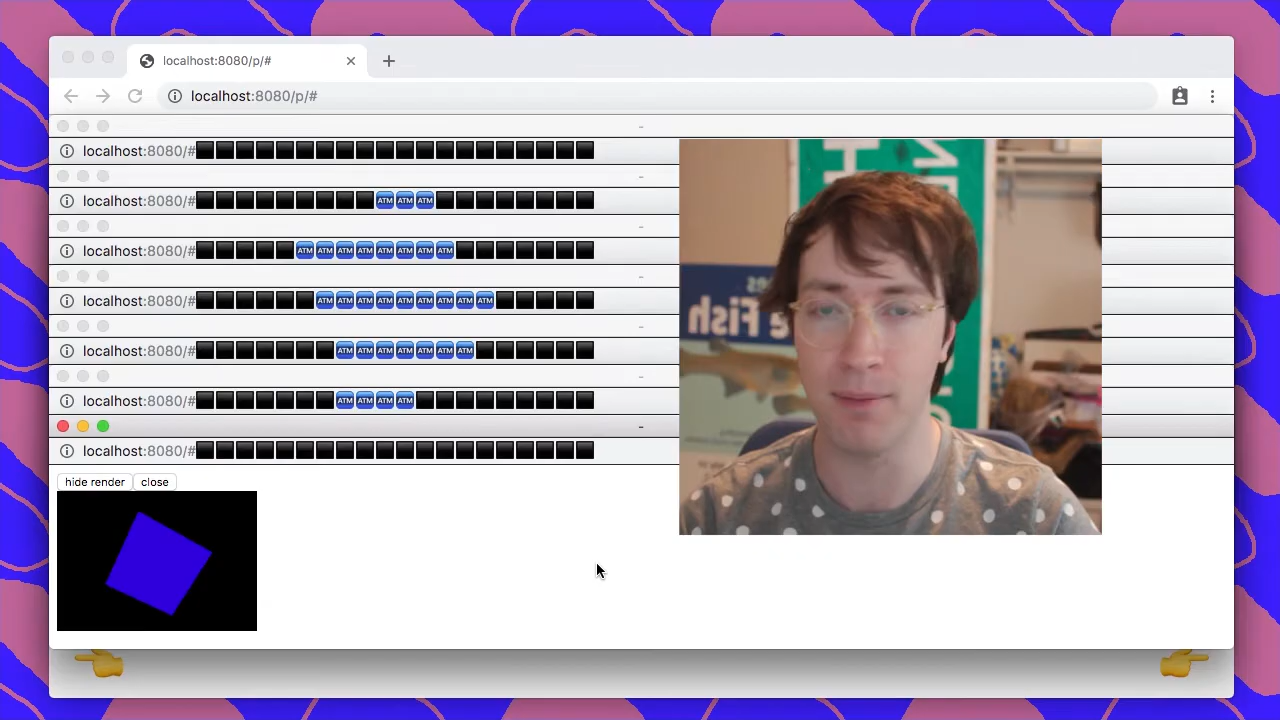 localhost:8080/p/#
localhost:8080/p/#
-
localhost:8080/#⬛⬛⬛⬛⬛⬛⬛⬛⬛⬛⬛⬛⬛⬛⬛⬛⬛⬛⬛⬛
-
localhost:8080/#⬛⬛⬛⬛⬛⬛⬛⬛⬛🏧🏧🏧⬛⬛⬛⬛⬛⬛⬛⬛
-
localhost:8080/#⬛⬛⬛⬛⬛🏧🏧🏧🏧🏧🏧🏧🏧⬛⬛⬛⬛⬛⬛⬛
-
localhost:8080/#⬛⬛⬛⬛⬛⬛🏧🏧🏧🏧🏧🏧🏧🏧🏧⬛⬛⬛⬛⬛
-
localhost:8080/#⬛⬛⬛⬛⬛⬛⬛🏧🏧🏧🏧🏧🏧🏧⬛⬛⬛⬛⬛⬛
-
localhost:8080/#⬛⬛⬛⬛⬛⬛⬛🏧🏧🏧🏧⬛⬛⬛⬛⬛⬛⬛⬛⬛
-
localhost:8080/#⬛⬛⬛⬛⬛⬛⬛⬛⬛⬛⬛⬛⬛⬛⬛⬛⬛⬛⬛⬛
hide render close
Fish